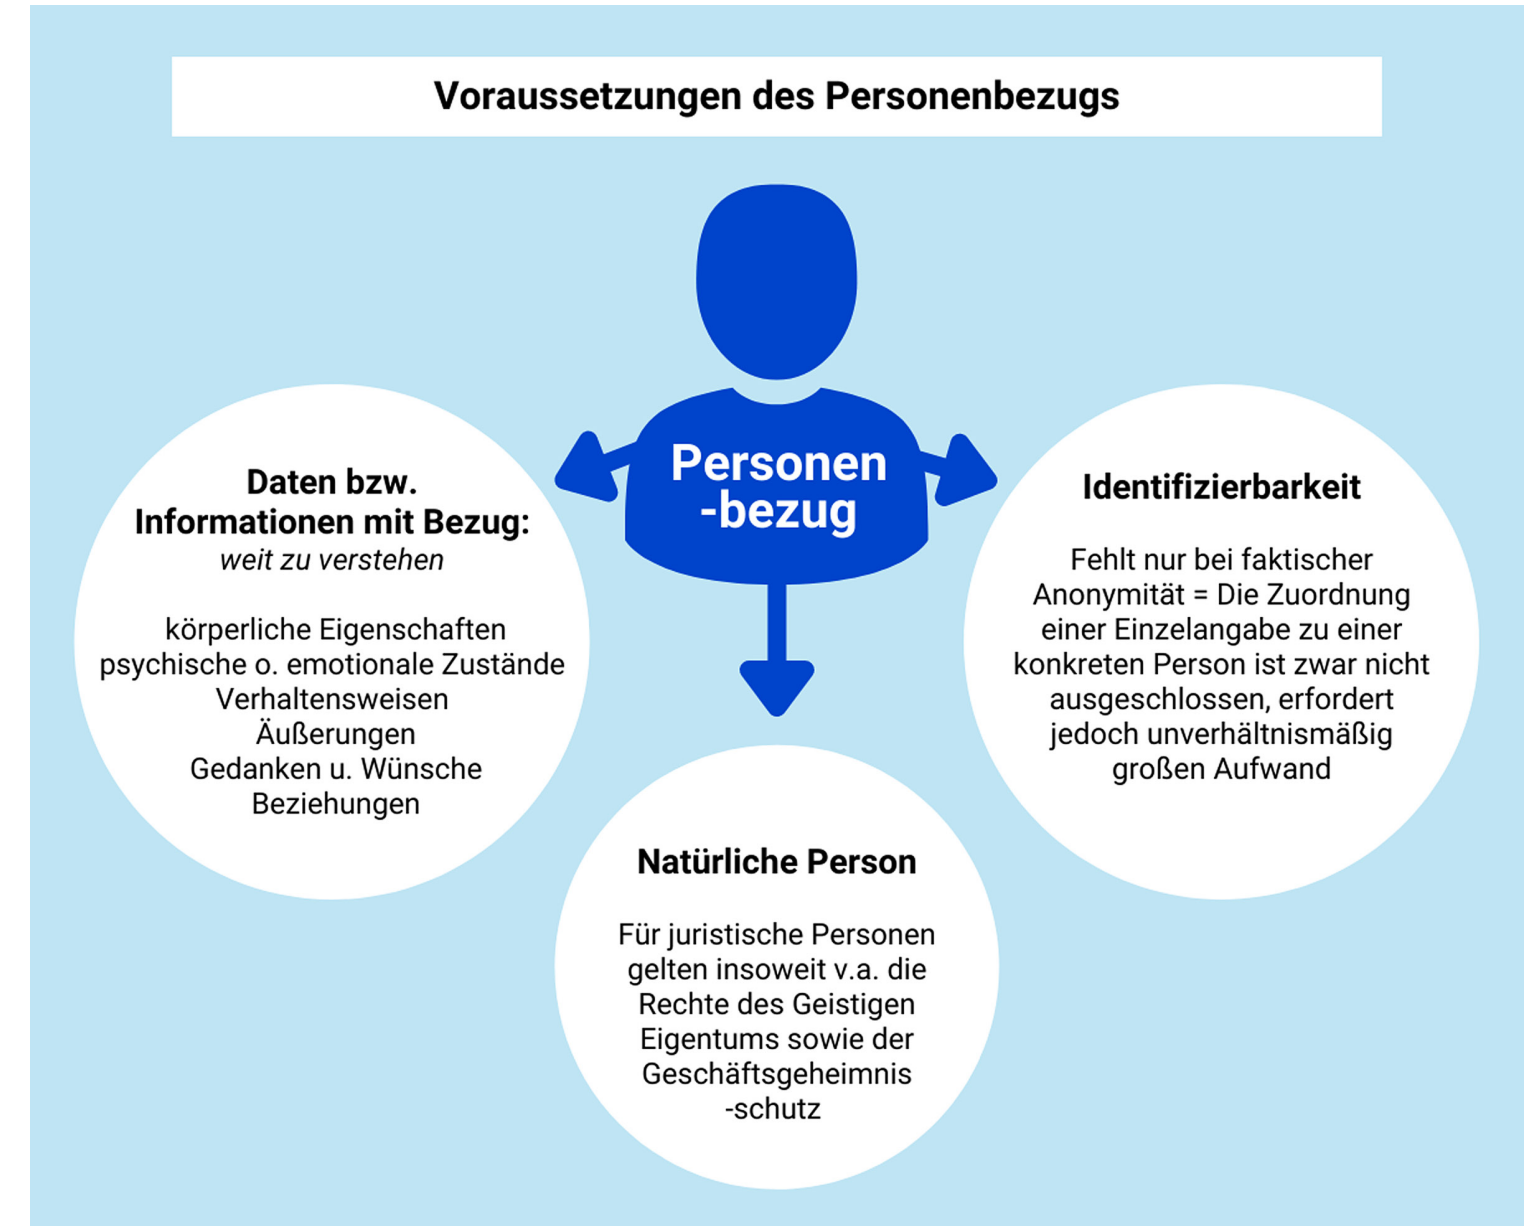 Voraussetzungen des Personenbezugs
Personen
-bezug
Daten bzw.
Informationen mit Bezug:
weit zu verstehen
körperliche Eigenschaften
psychische o. emotionale Zustände
Verhaltensweisen
Äußerungen
Gedanken u. Wünsche
Beziehungen
Identifizierbarkeit
Fehlt nur bei faktischer
Anonymität = Die Zuordnung
einer Einzelangabe zu einer
konkreten Person ist zwar nicht
ausgeschlossen, erfordert
jedoch unverhältnismäßig
großen Aufwand
Natürliche Person
Für juristische Personen
gelten insoweit v.a. die
Rechte des Geistigen
Eigentums sowie der
Geschäftsgeheimnis
-schutz